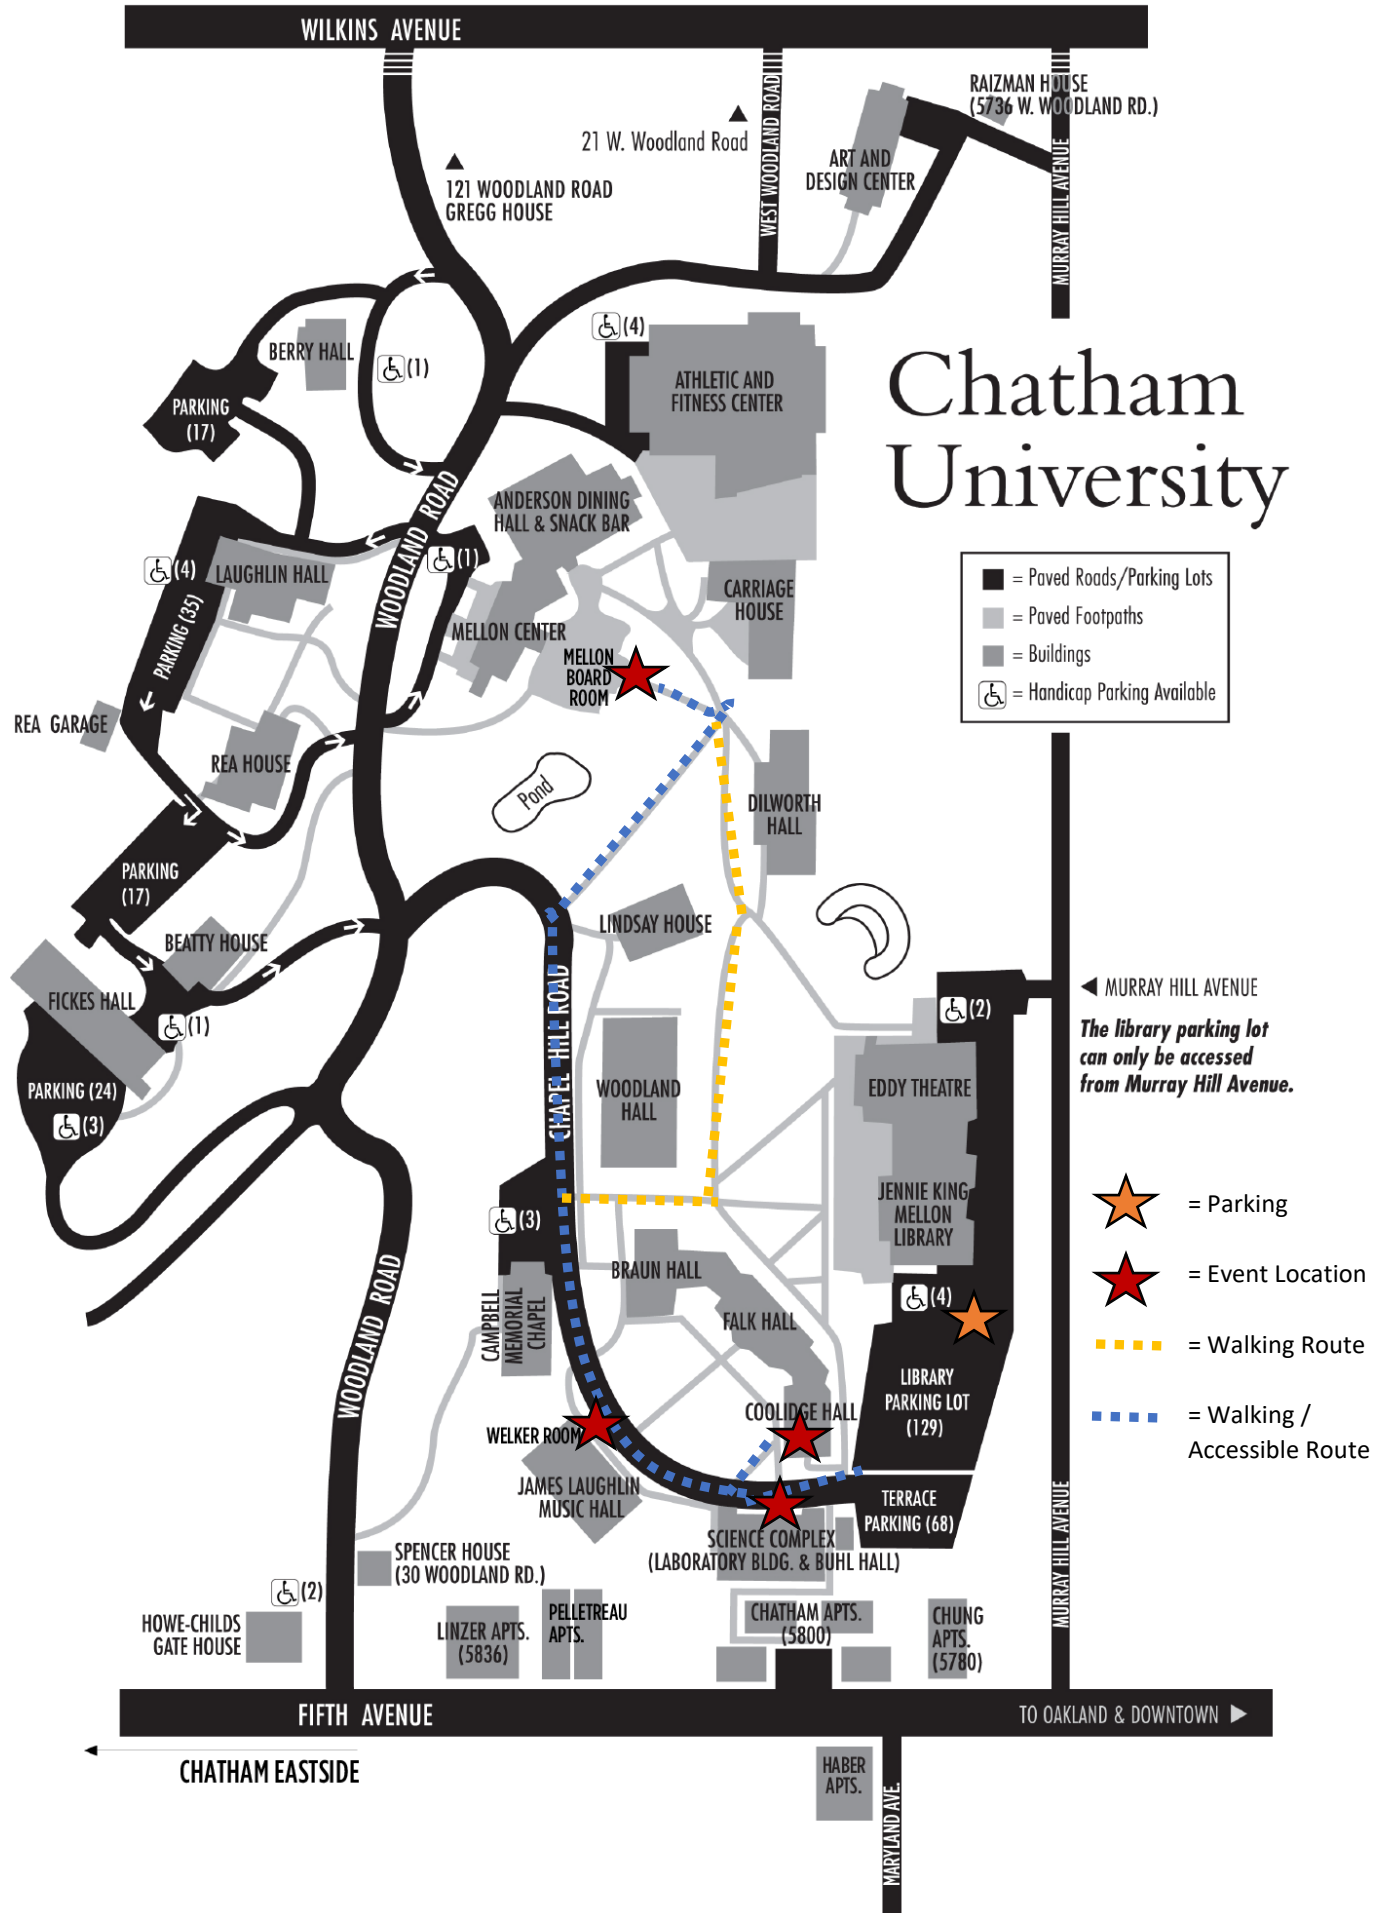 WILKINS AVENUE
RAIZMAN HOUSE
(5736 W. WOODLAND RD.)
21 W. Woodland Road
WEST WOODLAND ROAD
ART AND
DESIGN CENTER
MURRAY HILL AVENUE
121 WOODLAND ROAD
GREGG HOUSE
(4)
BERRY HALL
(1)
ATHLETIC AND
FITNESS CENTER
Chatham
University
PARKING
(17)
WOODLAND ROAD
ANDERSON DINING
HALL & SNACK BAR
(4)
LAUGHLIN HALL
(1)
= Paved Roads/Parking Lots
= Paved Footpaths
= Buildings
= Handicap Parking Available
CARRIAGE
HOUSE
PARKING (35)
MELLON CENTER
MELLON
BOARD
ROOM
REA GARAGE
REA HOUSE
Pond
DILWORTH
HALL
PARKING
(17)
LINDSAY HOUSE
BEATTY HOUSE
FICKES HALL
(1)
CHAPEL HILL ROAD
(2)
MURRAY HILL AVENUE
The library parking lot
can only be accessed
from Murray Hill Avenue.
PARKING (24)
(3)
WOODLAND
HALL
EDDY THEATRE
JENNIE KING
MELLON
LIBRARY
= Parking
(3)
BRAUN HALL
= Event Location
(4)
WOODLAND ROAD
CAMPBELL
MEMORIAL
CHAPEL
FALK HALL
= Walking Route
LIBRARY
PARKING LOT
(129)
= Walking /
Accessible Route
COOLIDGE HALL
WELKER ROOM
JAMES LAUGHLIN
MUSIC HALL
TERRACE
PARKING (68)
MURRAY HILL AVENUE
SCIENCE COMPLEX
(LABORATORY BLDG. & BUHL HALL)
SPENCER HOUSE
(30 WOODLAND RD.)
(2)
HOWE-CHILDS
GATE HOUSE
LINZER APTS.
(5836)
PELLETREAU
APTS.
CHATHAM APTS.
(5800)
CHUNG
APTS.
(5780)
FIFTH AVENUE
TO OAKLAND & DOWNTOWN
CHATHAM EASTSIDE
HABER
APTS.
MARYLAND AVE.